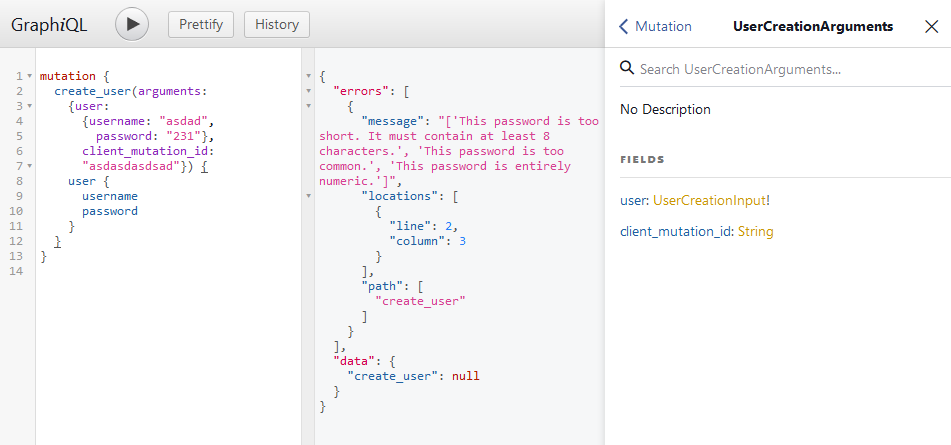 GraphiQL
Prettify
History
1 mutation {
2 create_user(arguments:
3 {user:
4 {username: "asdad",
5 password: "231"},
6 client_mutation_id:
7 "asdasdasdsad"}) {
8 user {
9 username
10 password
11 }
12 }
13 }
14
{
"errors": [
{
"message": "['This password is too
short. It must contain at least 8
characters.', 'This password is too
common.', 'This password is entirely
numeric.']",
"locations": [
{
"line": 2,
"column": 3
}
],
"path": [
"create_user"
]
}
],
"data": {
"create_user": null
}
}
Mutation
UserCreationArguments
Search UserCreationArguments...
No Description
FIELDS
user: UserCreationInput!
client_mutation_id: String